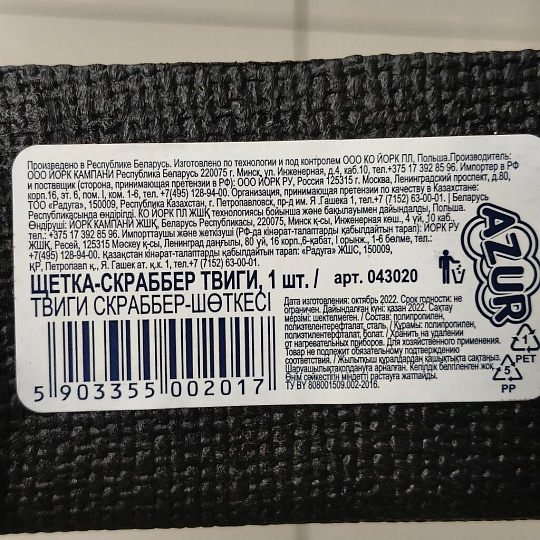 Произведено в Республике Беларусь. Изготовлено по технологии и под контролем ООО КО ЙОРК ПЛ, Польша.Производитель:
ООО ЙОРК КАМПАНИ Республика Беларусь 220075 г. Минск, ул. Инженерная, д.4, каб.10, тел.+375 17 392 85 96. Импортер в РФ
и поставщик (сторона, принимающая претензии в РФ): ООО ЙОРК РУ, Россия 125315 г. Москва, Ленинградский проспект, д.80,
корп.16, эт. 6, пом. I, ком. 1-6, тел. +7(495) 128-94-00. Организация, принимающая претензии по качеству в Казахстане:
ТОО «Радуга», 150009, Республика Казахстан, г. Петропавловск, пр-д им. Я .Гашека 1, тел.+7 (7152) 63-00-01. | Беларусь
Республикасында өндірілді. КО ЙОРК ПЛ ЖШҚ технологиясы бойынша және бақылауымен дайындалды, Польша.
Өндіруш: ЙОРК КАМПАНИ ЖШҚ, Беларусь Республикасы, 220075, Минск қ-сы, Инженерная көш., 4 үй,10 каб.,
тел.: +375 17 392 85 96. Импорттаушы және жеткізуші (РФ-да кінәрат-талаптарды қабылдайтын тарап): ЙОРК РУ
ЖШҚ, Ресей, 125315 Мәскеу қ-сы, Ленинград даңғылы, 80 үй, 16 корп.,6-қабат, I орынж., 1-6 бөлме, тел.:
+7(495) 128-94-00. Қазақстан кінәрат-талаптарды қабылдайтын тарап: «Радуга» ЖШС, 150009,
ҚР, Петропавл қ., Я. Гашек ат. қ-х. 1, тел.+7 (7152) 63-00-01.
ЩЕТКА-СКРАББЕР ТВИГИ, 1 шт. / арт. 043020
ТВИГИ СКРАББЕР-ШӨТКЕСІ
Дата изготовления: октябрь 2022. Срок годности: не
ограничен. Дайындалған күні: қазан 2022. Сақтау
мерзімі: шектелмеген. / Состав: полипропилен,
полиэтилентерефталат, сталь. / Құрамы: полипропилен,
полиэтилентерефталат, болат. / Хранить на удалении
от нагревательных приборов. Для хозяйственного применения.
Товар не подлежит обязательному подтверждению
соответствия. / Жылытқыш құралдардан қашықтықта сақтаңыз.
Шаруашылықтақолдануға арналған. Кепілдік белпленген жоқ.
Өнім сәйкестігін міндетті растауға жатпайды.
TУ BY 808001509.002-2016.
5 903355 002017
AZUR
1
PET
5
PP